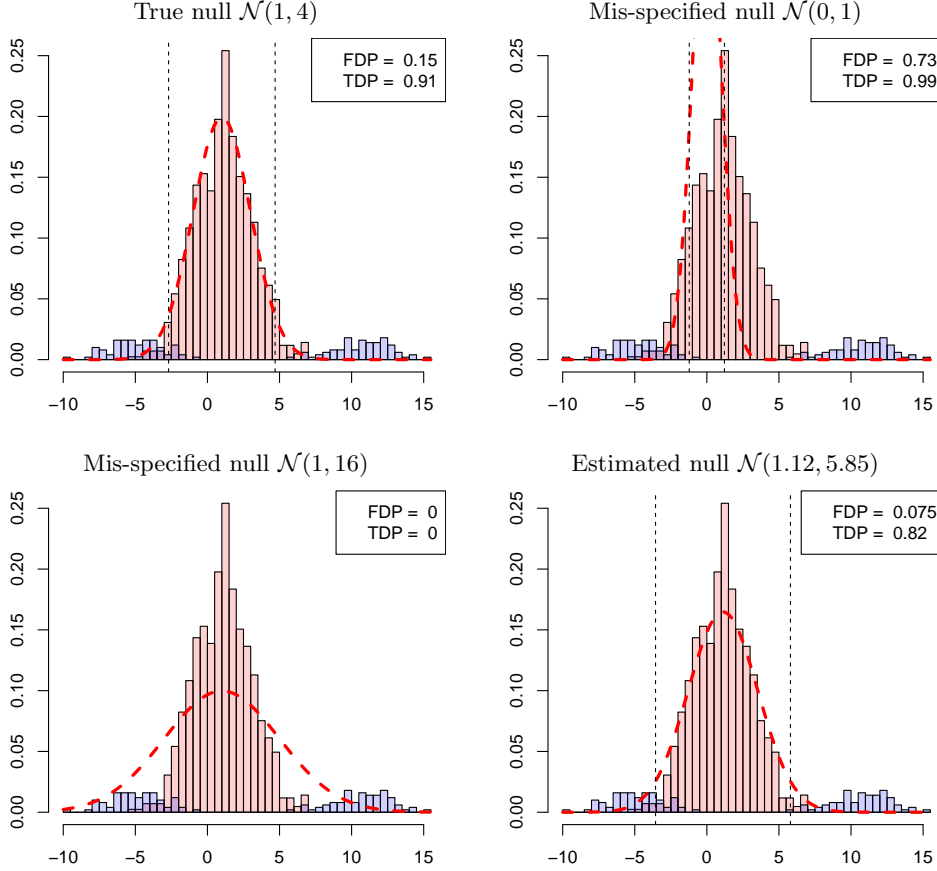 True null N(1, 4)
FDP = 0.15
TDP = 0.91
0.00 0.05 0.10 0.15 0.20 0.25
−10 −5 0 5 10 15
Mis-specified null N(0, 1)
FDP = 0.73
TDP = 0.99
0.00 0.05 0.10 0.15 0.20 0.25
−10 −5 0 5 10 15
Mis-specified null N(1, 16)
FDP = 0
TDP = 0
0.00 0.05 0.10 0.15 0.20 0.25
−10 −5 0 5 10 15
Estimated null N(1.12, 5.85)
FDP = 0.075
TDP = 0.82
0.00 0.05 0.10 0.15 0.20 0.25
−10 −5 0 5 10 15